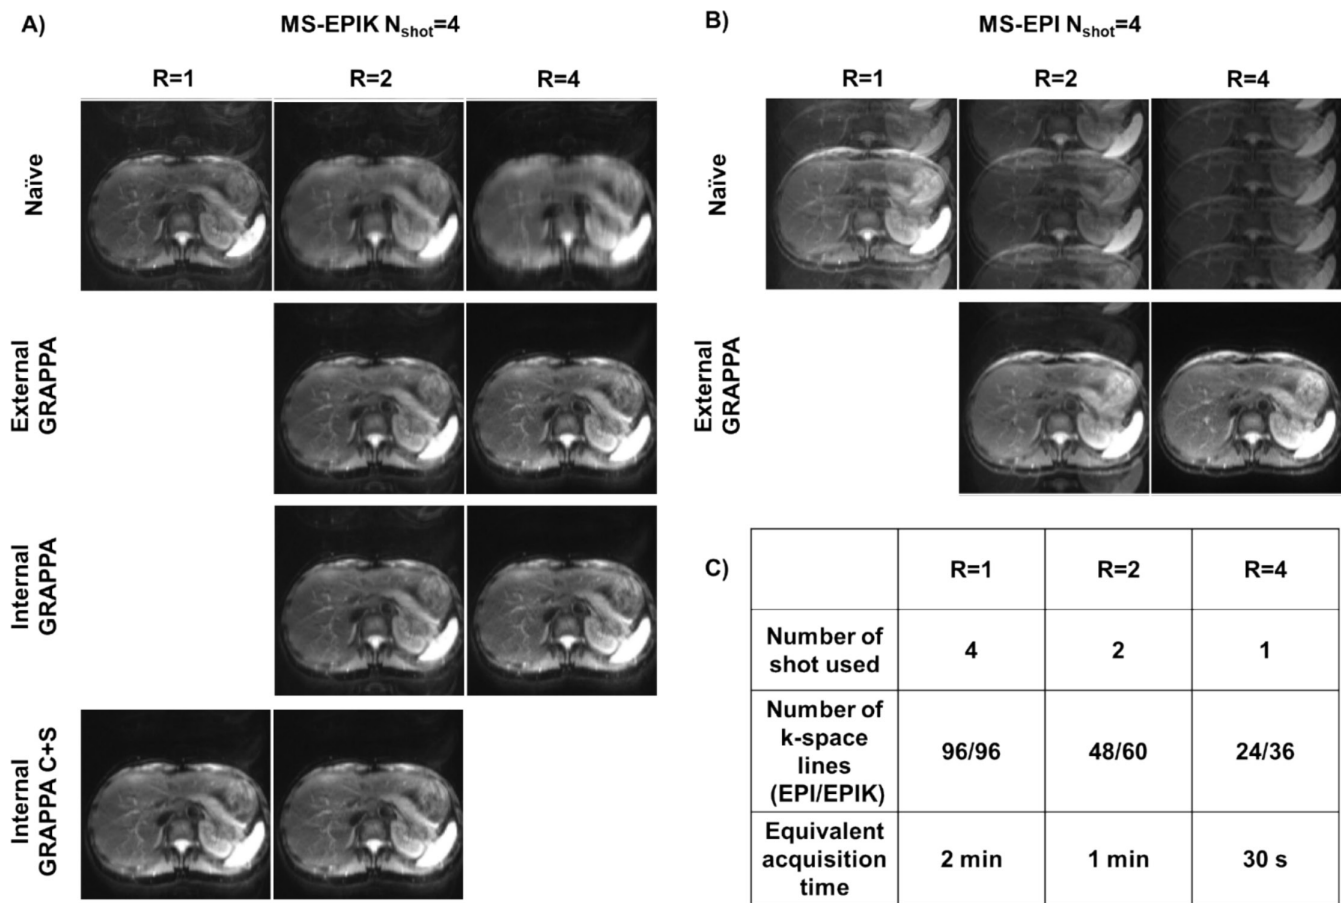 A)
MS-EPIK Nshot=4
R=1 R=2 R=4
Naïve
External
GRAPPA
Internal
GRAPPA
Internal
GRAPPA C+S
B)
MS-EPI Nshot=4
R=1 R=2 R=4
Naïve
External
GRAPPA
C)
R=1 R=2 R=4
Number of
shot used
4 2 1
Number of
k-space
lines
(EPI/EPIK)
96/96 48/60 24/36
Equivalent
acquisition
time
2 min 1 min 30 s